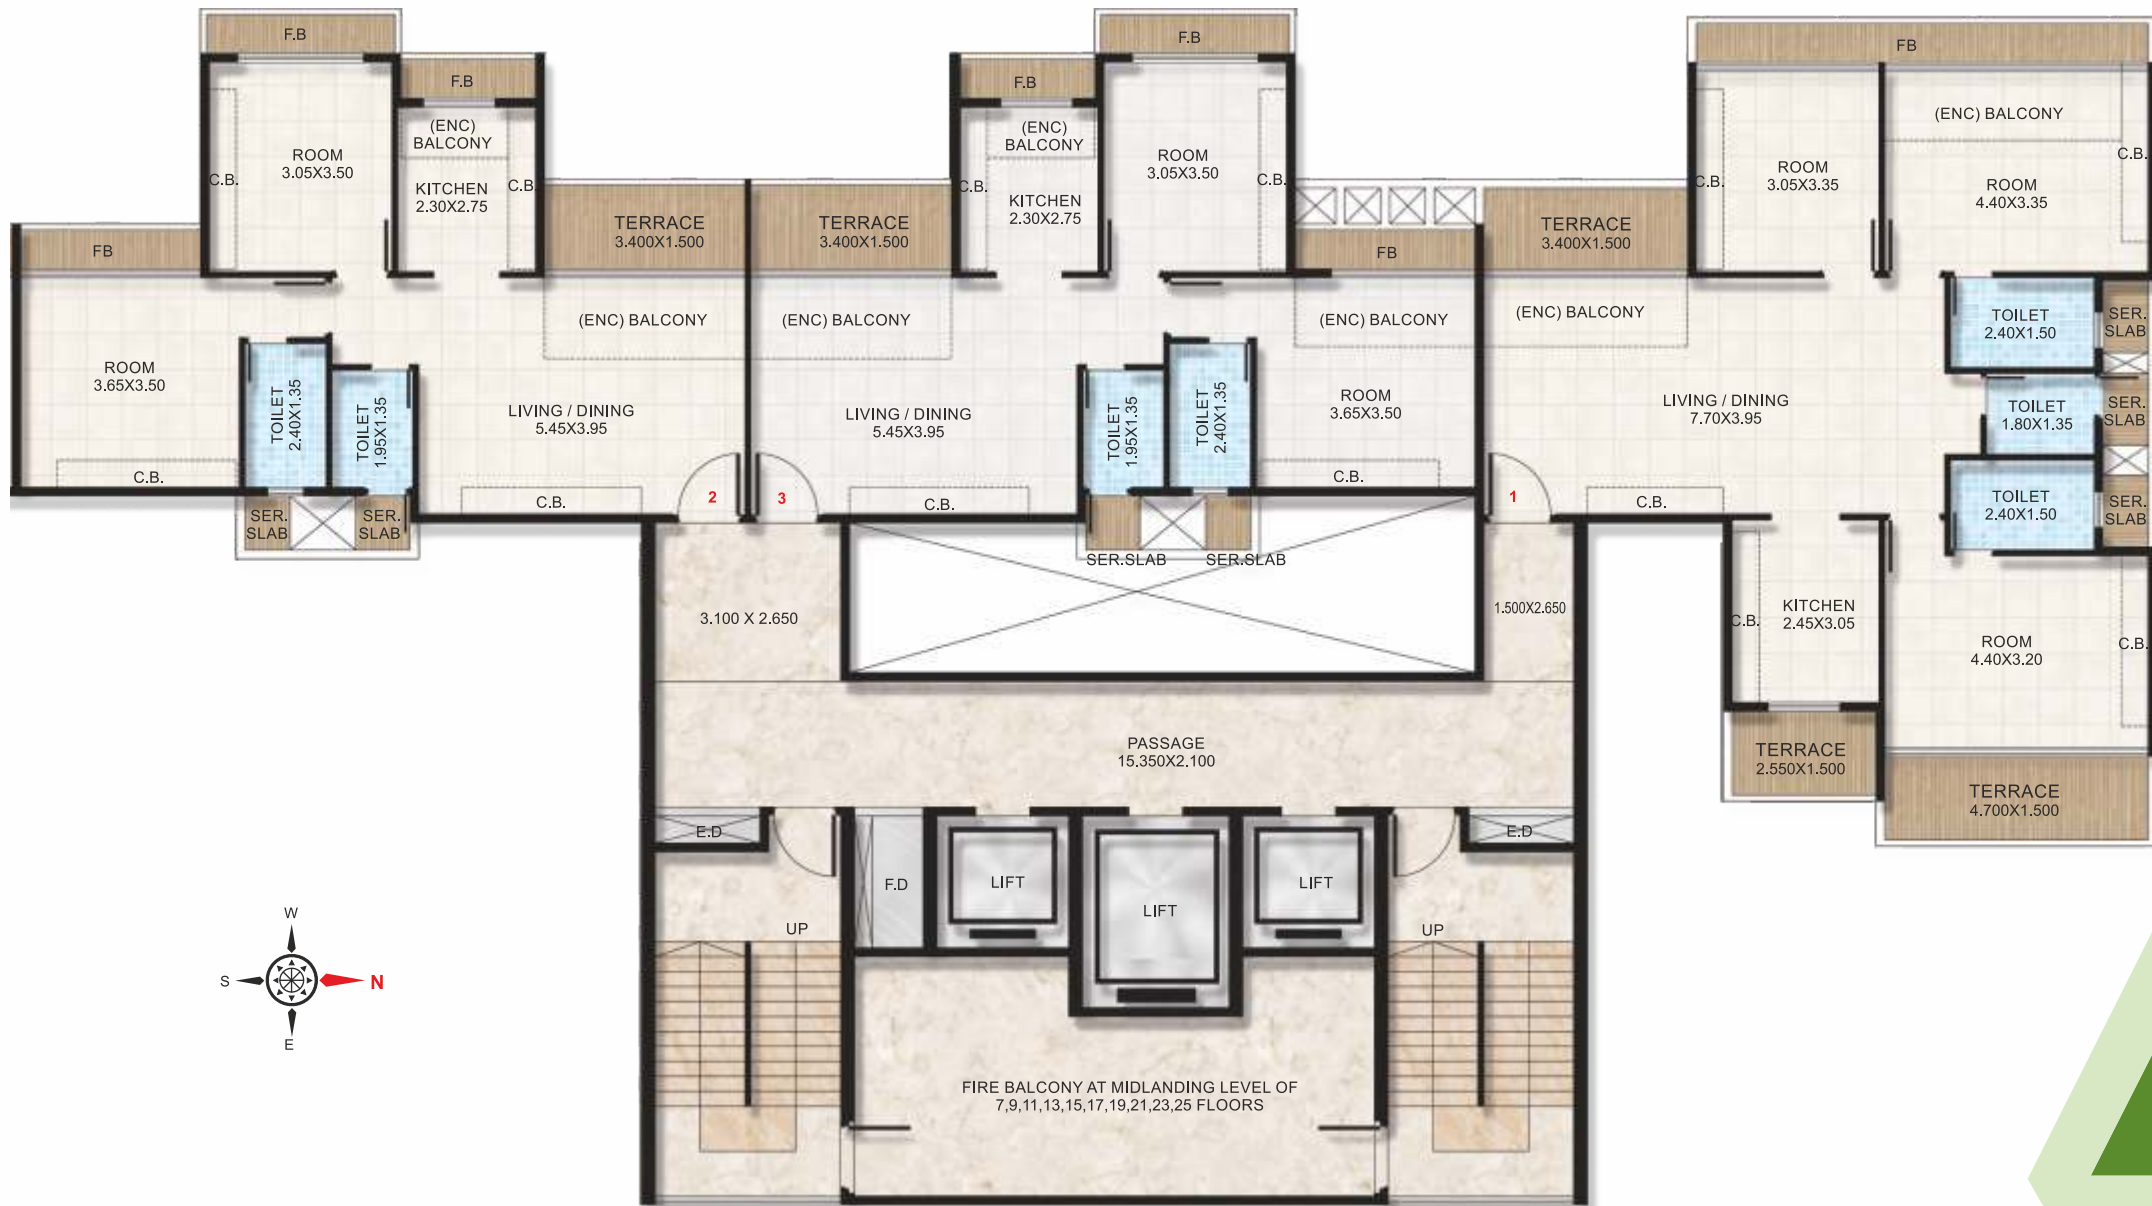 F.B
F.B
ROOM
3.05X3.50
C.B.
(ENC)
BALCONY
KITCHEN
2.30X2.75
C.B.
FB
ROOM
3.65X3.50
C.B.
TOILET
2.40X1.35
TOILET
1.95X1.35
SER.
SLAB
SER.
SLAB
TERRACE
3.400X1.500
(ENC) BALCONY
LIVING / DINING
5.45X3.95
C.B.
2
TERRACE
3.400X1.500
(ENC) BALCONY
LIVING / DINING
5.45X3.95
C.B.
3
F.B
F.B
(ENC)
BALCONY
C.B.
KITCHEN
2.30X2.75
ROOM
3.05X3.50
C.B.
FB
(ENC) BALCONY
ROOM
3.65X3.50
C.B.
TOILET
1.95X1.35
TOILET
2.40X1.35
SER.SLAB
SER.SLAB
FB
ROOM
3.05X3.35
C.B.
(ENC) BALCONY
ROOM
4.40X3.35
C.B.
TERRACE
3.400X1.500
(ENC) BALCONY
LIVING / DINING
7.70X3.95
C.B.
1
TOILET
2.40X1.50
SER.
SLAB
TOILET
1.80X1.35
SER.
SLAB
TOILET
2.40X1.50
SER.
SLAB
KITCHEN
2.45X3.05
C.B.
ROOM
4.40X3.20
C.B.
TERRACE
2.550X1.500
TERRACE
4.700X1.500
3.100 X 2.650
1.500X2.650
PASSAGE
15.350X2.100
E.D
F.D
LIFT
LIFT
LIFT
E.D
UP
UP
FIRE BALCONY AT MIDLANDING LEVEL OF
7,9,11,13,15,17,19,21,23,25 FLOORS
W
S
N
E